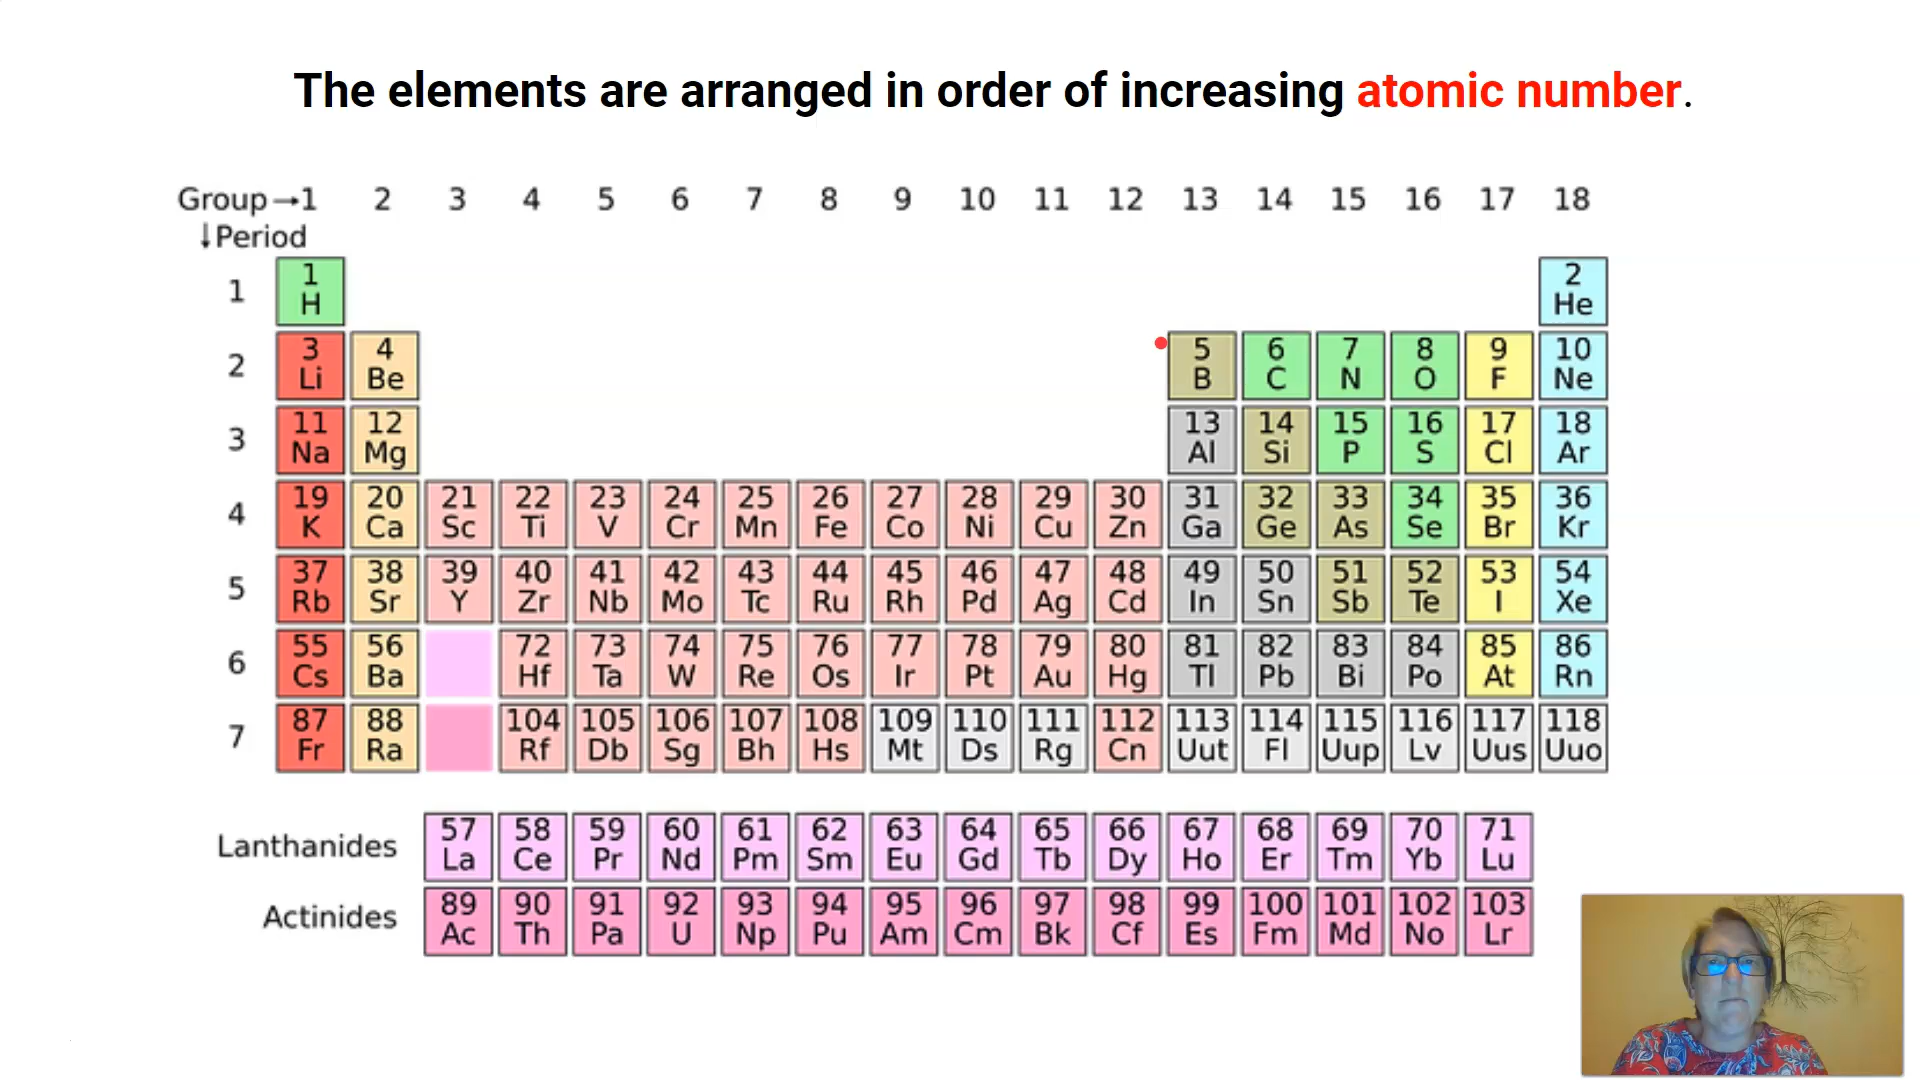 The elements are arranged in order of increasing atomic number.
Group→1 2 3 4 5 6 7 8 9 10 11 12 13 14 15 16 17 18
↓Period
1 1 H 2 He
2 3 Li 4 Be 5 B 6 C 7 N 8 O 9 F 10 Ne
3 11 Na 12 Mg 13 Al 14 Si 15 P 16 S 17 Cl 18 Ar
4 19 K 20 Ca 21 Sc 22 Ti 23 V 24 Cr 25 Mn 26 Fe 27 Co 28 Ni 29 Cu 30 Zn 31 Ga 32 Ge 33 As 34 Se 35 Br 36 Kr
5 37 Rb 38 Sr 39 Y 40 Zr 41 Nb 42 Mo 43 Tc 44 Ru 45 Rh 46 Pd 47 Ag 48 Cd 49 In 50 Sn 51 Sb 52 Te 53 I 54 Xe
6 55 Cs 56 Ba 72 Hf 73 Ta 74 W 75 Re 76 Os 77 Ir 78 Pt 79 Au 80 Hg 81 Tl 82 Pb 83 Bi 84 Po 85 At 86 Rn
7 87 Fr 88 Ra 104 Rf 105 Db 106 Sg 107 Bh 108 Hs 109 Mt 110 Ds 111 Rg 112 Cn 113 Uut 114 Fl 115 Uup 116 Lv 117 Uus 118 Uuo
Lanthanides 57 La 58 Ce 59 Pr 60 Nd 61 Pm 62 Sm 63 Eu 64 Gd 65 Tb 66 Dy 67 Ho 68 Er 69 Tm 70 Yb 71 Lu
Actinides 89 Ac 90 Th 91 Pa 92 U 93 Np 94 Pu 95 Am 96 Cm 97 Bk 98 Cf 99 Es 100 Fm 101 Md 102 No 103 Lr